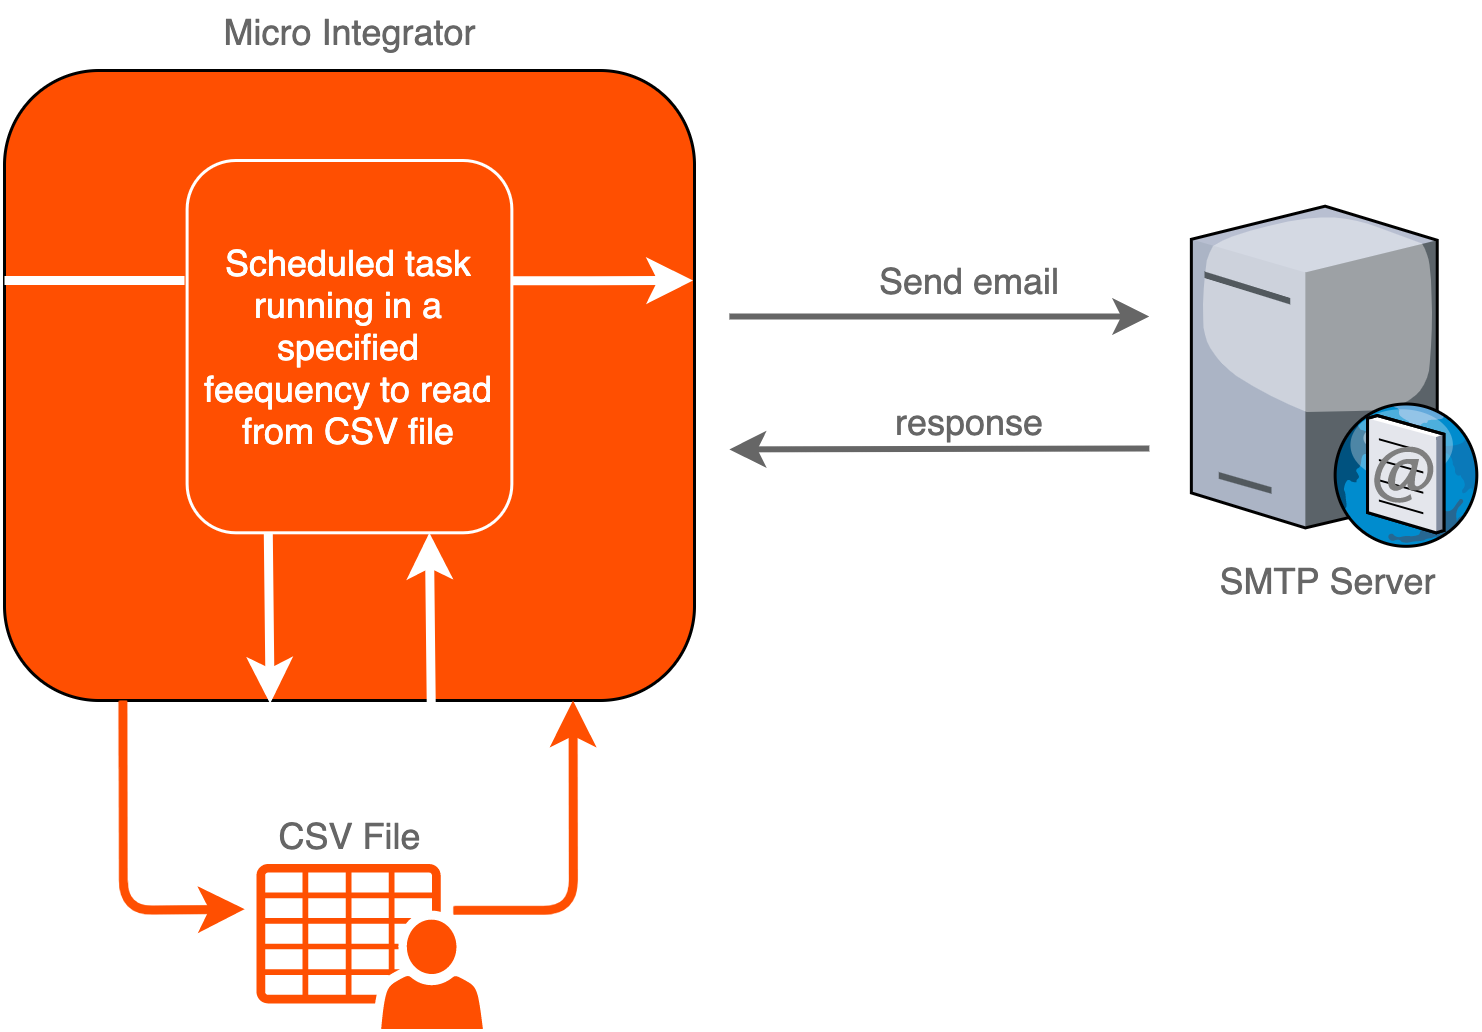 Micro Integrator
Scheduled task
running in a
specified
feequency to read
from CSV file
Send email
response
@
SMTP Server
CSV File